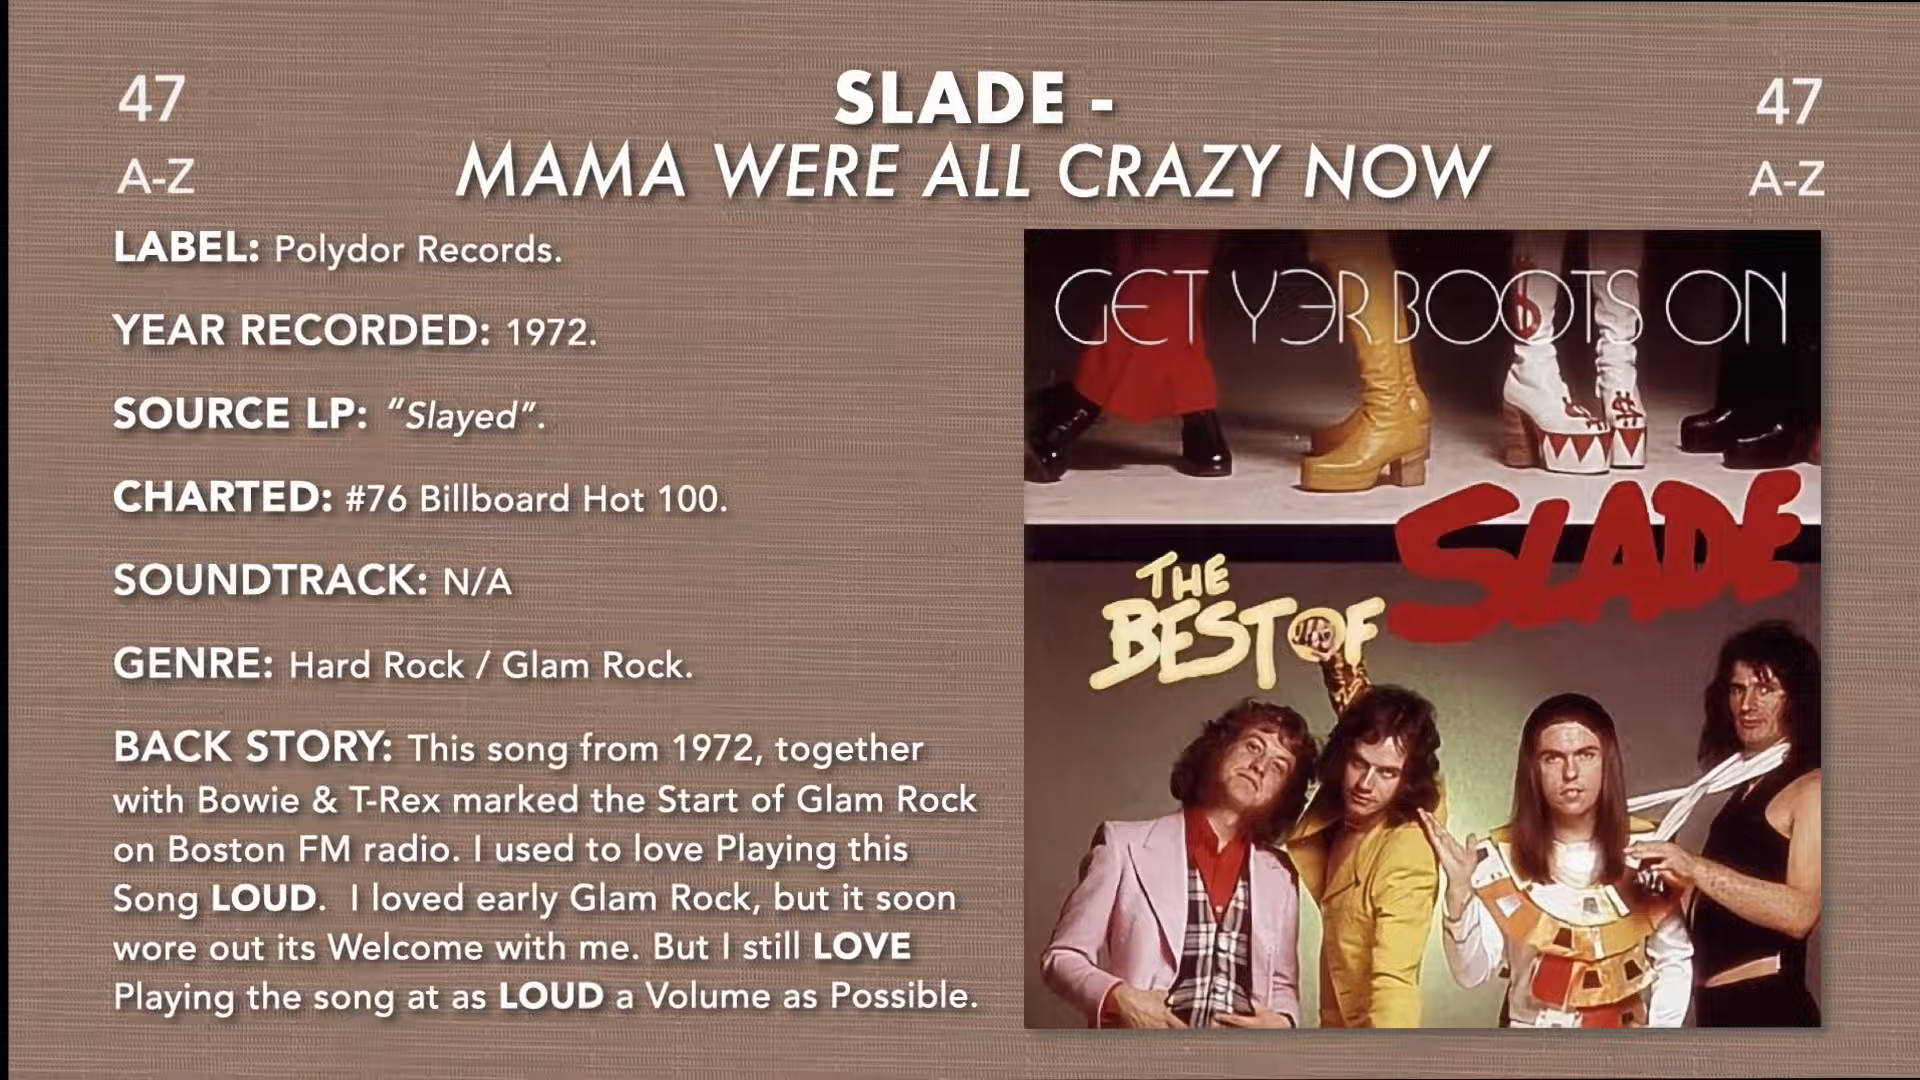 47
SLADE -
47
A-Z
MAMA WERE ALL CRAZY NOW
A-Z
LABEL: Polydor Records.
YEAR RECORDED: 1972.
SOURCE LP: “Slayed”.
CHARTED: #76 Billboard Hot 100.
SOUNDTRACK: N/A
GENRE: Hard Rock / Glam Rock.
BACK STORY: This song from 1972, together
with Bowie & T-Rex marked the Start of Glam Rock
on Boston FM radio. I used to love Playing this
Song LOUD. I loved early Glam Rock, but it soon
wore out its Welcome with me. But I still LOVE
Playing the song at as LOUD a Volume as Possible.
GET YER BOOTS ON
SLADE
THE
BEST OF